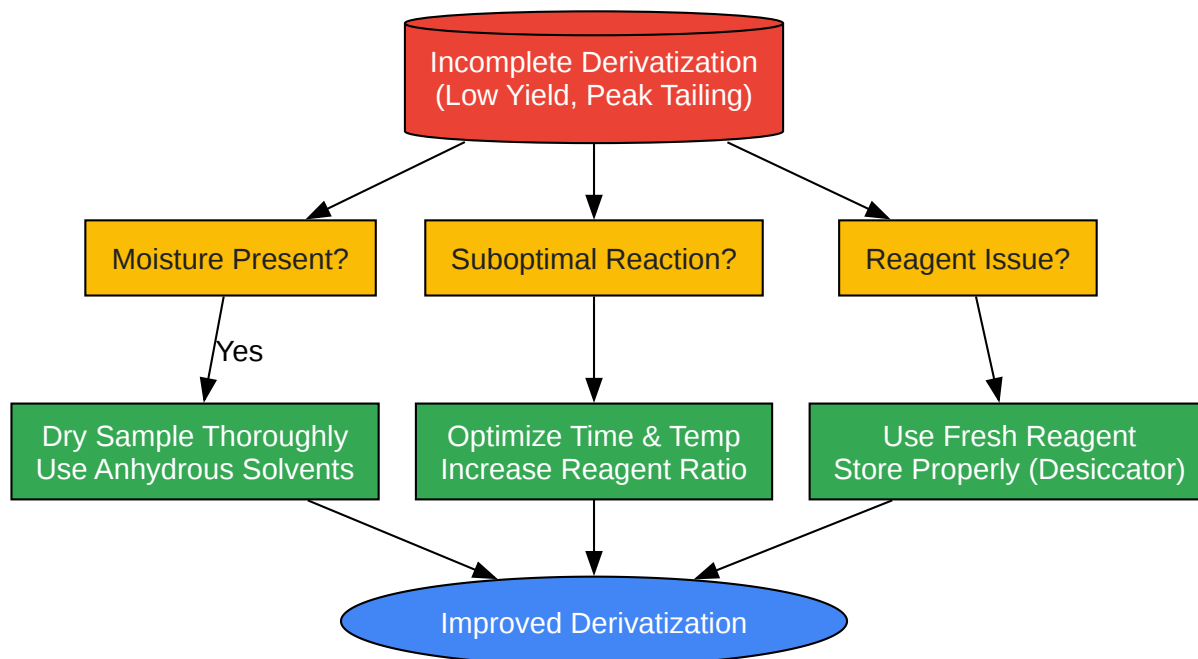 Incomplete Derivatization
(Low Yield, Peak Tailing)
Moisture Present?
Suboptimal Reaction?
Reagent Issue?
Yes
Dry Sample Thoroughly
Use Anhydrous Solvents
Optimize Time & Temp
Increase Reagent Ratio
Use Fresh Reagent
Store Properly (Desiccator)
Improved Derivatization